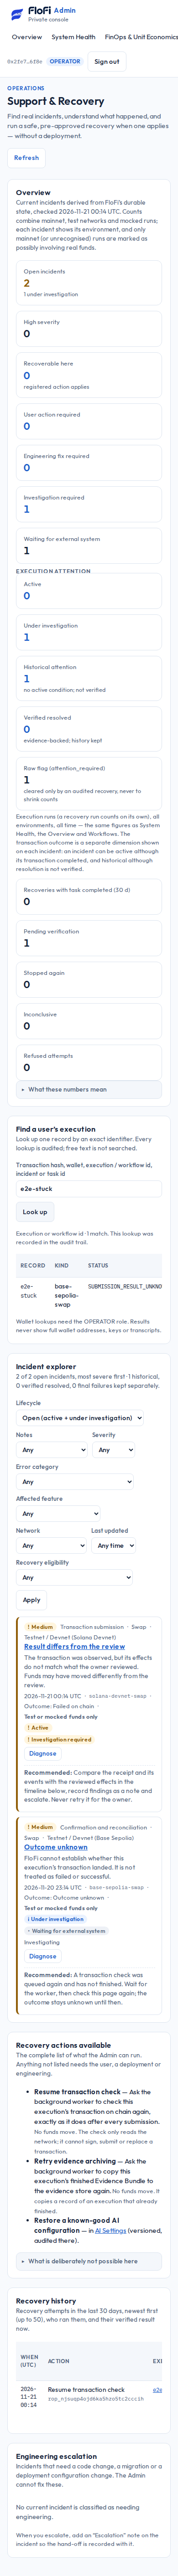 FloFi Admin
Private console
Overview System Health FinOps & Unit Economics
OPERATOR Sign out
OPERATIONS
Support & Recovery
Find real incidents, understand what happened, and
run a safe, pre-approved recovery when one applies
— without a deployment.
Refresh
Overview
Current incidents derived from FloFi's durable
state, checked 2026-11-21 00:14 UTC. Counts
combine mainnet, test networks and mocked runs;
each incident shows its environment, and only
mainnet (or unrecognised) runs are marked as
possibly involving real funds.
Open incidents
2
1 under investigation
High severity
0
Recoverable here
0
registered action applies
User action required
0
Engineering fix required
0
Investigation required
1
Waiting for external system
1
EXECUTION ATTENTION
Active
0
Under investigation
1
Historical attention
1
no active condition; not verified
Verified resolved
0
evidence-backed; history kept
Raw flag (attention_required)
1
cleared only by an audited recovery, never to
shrink counts
Execution runs (a recovery run counts on its own), all
environments, all time — the same figures as System
Health, the Overview and Workflows. The
transaction outcome is a separate dimension shown
on each incident: an incident can be active although
its transaction completed, and historical although
resolution is not verified.
Recoveries with task completed (30 d)
0
Pending verification
1
Stopped again
0
Inconclusive
0
Refused attempts
0
+ What these numbers mean
Find a user's execution
Look up one record by an exact identifier. Every
lookup is audited; free text is not searched.
Transaction hash, wallet, execution / workflow id,
incident or task id
e2e-stuck
Look up
Execution or workflow id · 1 match. This lookup was
recorded in the audit trail.
RECORD KIND STATUS
e2e- base- SUBMISSION_RESULT_UNKNO
stuck sepolia-
swap
Wallet lookups need the OPERATOR role. Results
never show full wallet addresses, keys or transcripts.
Incident explorer
2 of 2 open incidents, most severe first · 1 historical,
0 verified resolved, 0 final failures kept separately.
Lifecycle
Open (active + under investigation)
Notes Severity
Any Any
Error category
Any
Affected feature
Any
Network Last updated
Any Any time
Recovery eligibility
Any
Apply
! Medium Transaction submission · Swap ·
Testnet / Devnet (Solana Devnet)
Result differs from the review
The transaction was observed, but its effects
do not match what the owner reviewed.
Funds may have moved differently from the
review.
2026-11-21 00:14 UTC · solana-devnet-swap ·
Outcome: Failed on chain ·
Test or mocked funds only
! Active
! Investigation required
Diagnose
Recommended: Compare the receipt and its
events with the reviewed effects in the
timeline below, record findings as a note and
escalate. Never retry it for the owner.
! Medium Confirmation and reconciliation ·
Swap · Testnet / Devnet (Base Sepolia)
Outcome unknown
FloFi cannot establish whether this
execution's transaction landed. It is not
treated as failed or successful.
2026-11-20 23:14 UTC · base-sepolia-swap ·
Outcome: Outcome unknown ·
Test or mocked funds only
i Under investigation
Waiting for external system
Investigating
Diagnose
Recommended: A transaction check was
queued again and has not finished. Wait for
the worker, then check this page again; the
outcome stays unknown until then.
Recovery actions available
The complete list of what the Admin can run.
Anything not listed needs the user, a deployment or
engineering.
• Resume transaction check — Ask the
background worker to check this
execution's transaction on chain again,
exactly as it does after every submission.
No funds move. The check only reads the
network; it cannot sign, submit or replace a
transaction.
• Retry evidence archiving — Ask the
background worker to copy this
execution's finished Evidence Bundle to
the evidence store again. No funds move. It
copies a record of an execution that already
finished.
• Restore a known-good AI
configuration — in AI Settings (versioned,
audited there).
+ What is deliberately not possible here
Recovery history
Recovery attempts in the last 30 days, newest first
(up to 50), who ran them, and their verified result
now.
WHEN ACTION
(UTC)
2026- Resume transaction check e2e
11-21
00:14
Engineering escalation
Incidents that need a code change, a migration or a
deployment configuration change. The Admin
cannot fix these.
No current incident is classified as needing
engineering.
When you escalate, add an "Escalation" note on the
incident so the hand-off is recorded with it.